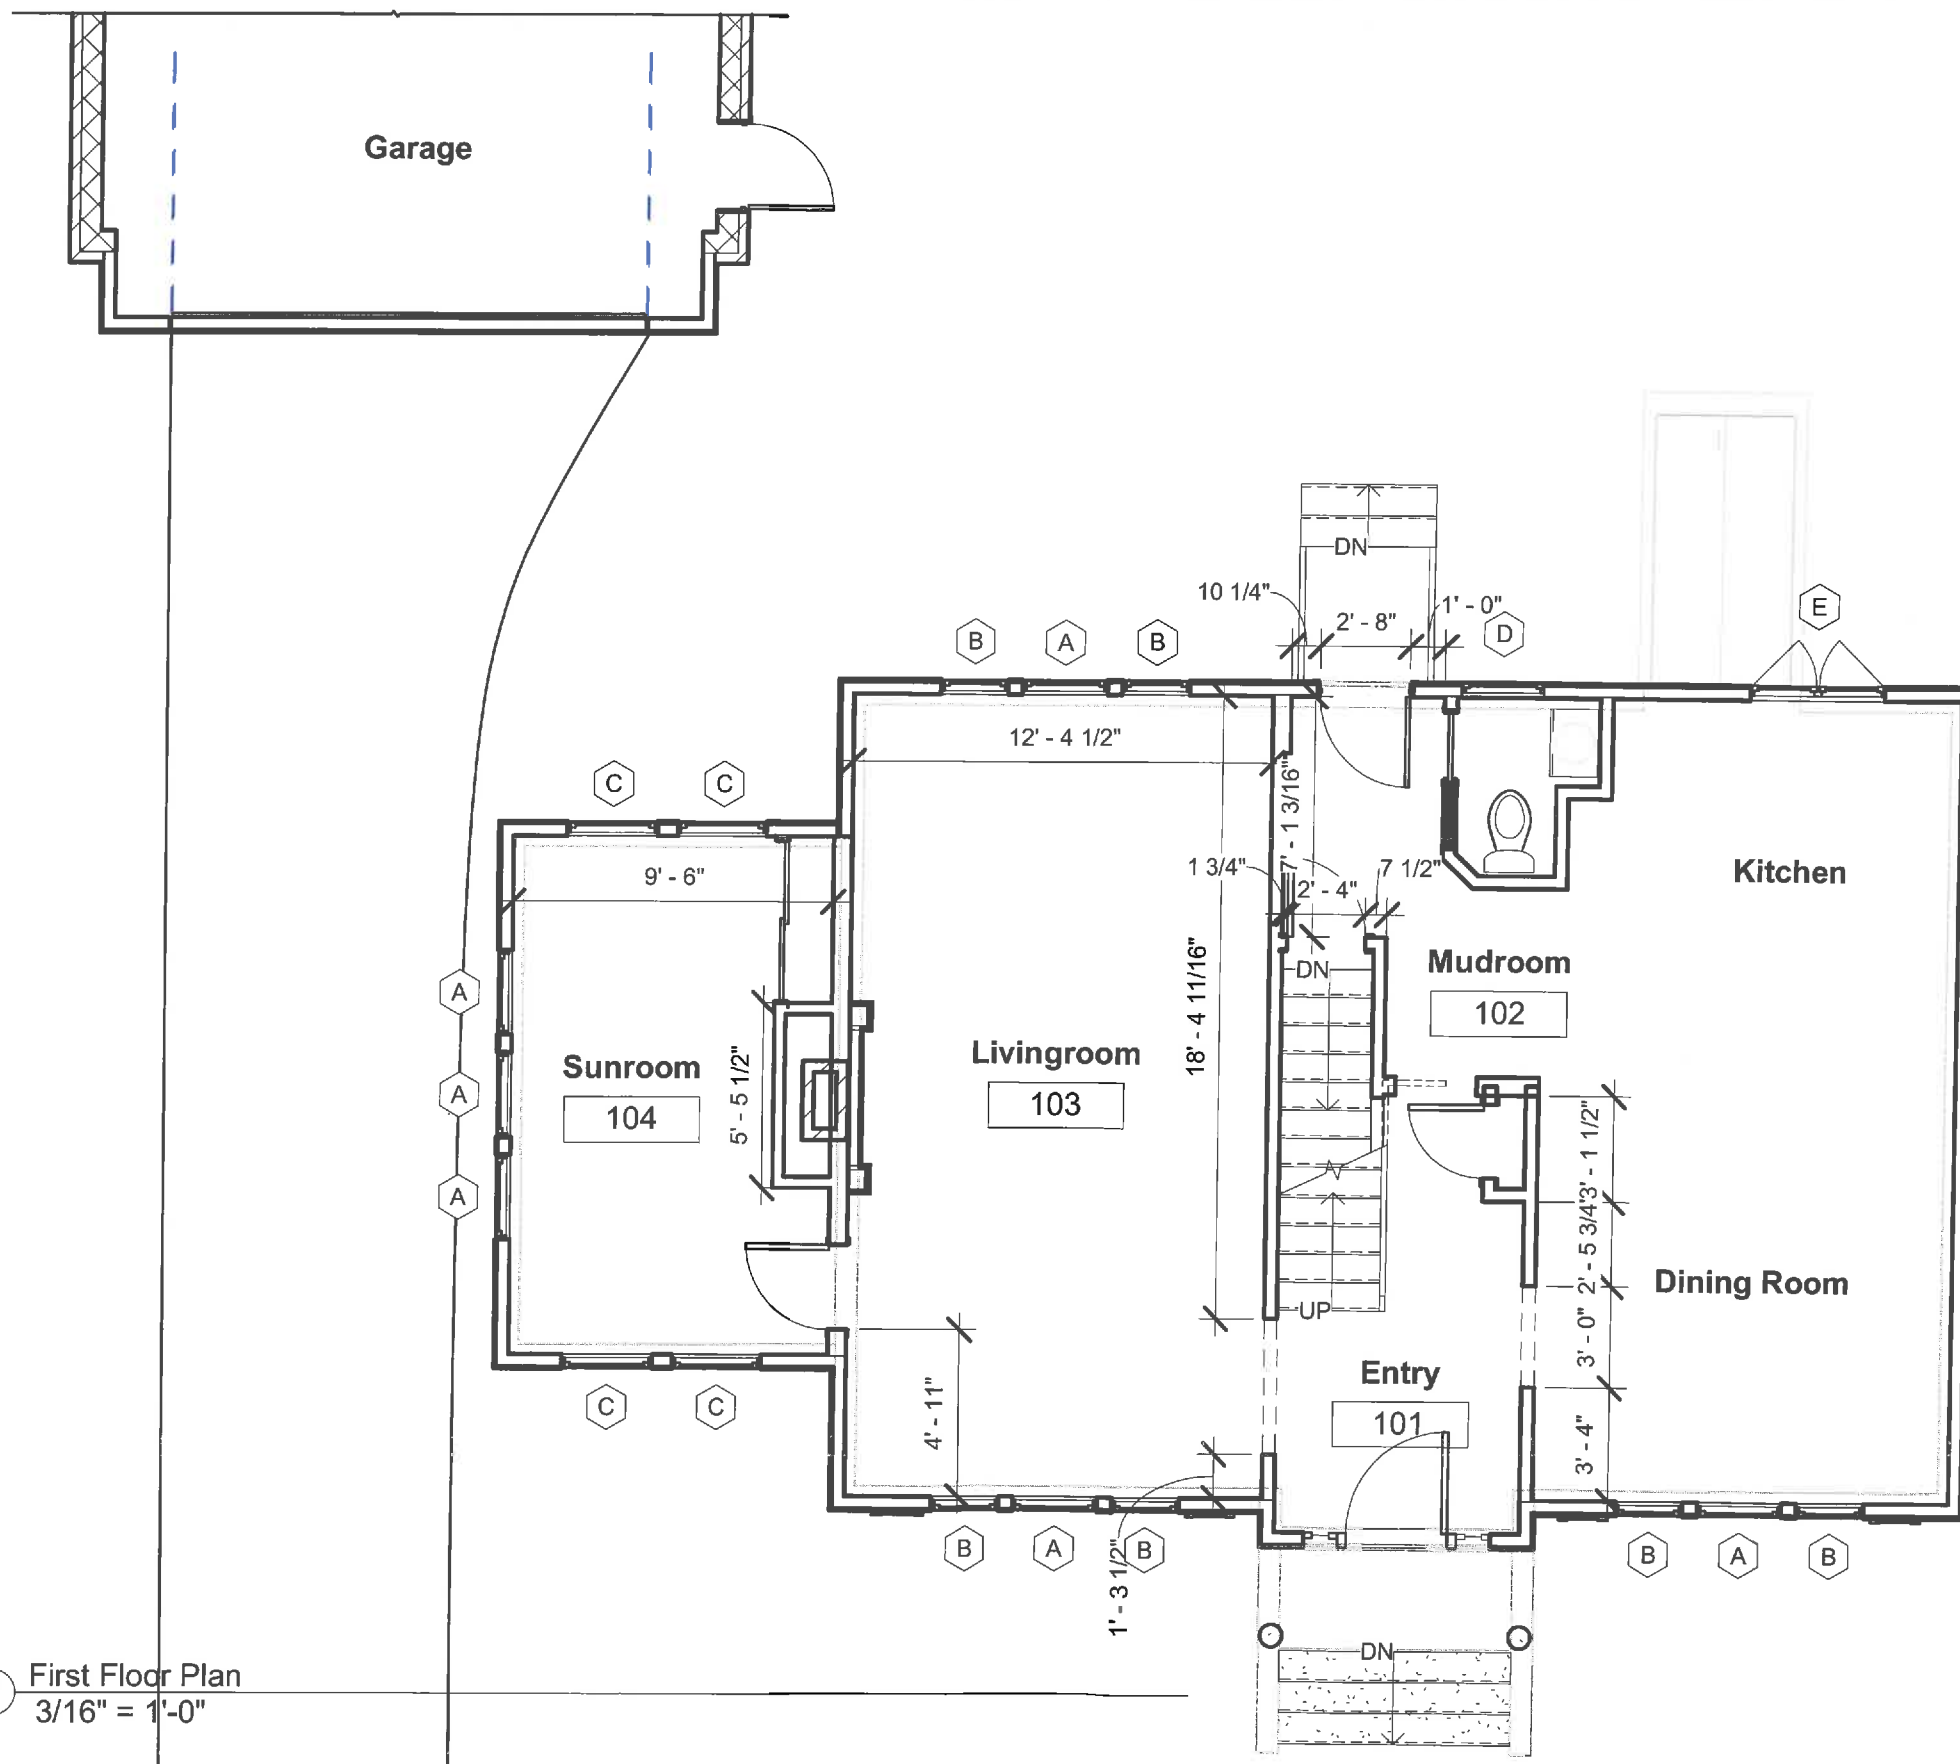 Garage
DN
10 1/4"
2' - 8"
1' - 0"
D
E
B
A
B
12' - 4 1/2"
7' - 1 3/16"
C
C
9' - 6"
1 3/4"
2' - 4"
7 1/2"
Kitchen
18' - 4 11/16"
DN
Mudroom
102
A
A
A
Sunroom
104
5' - 5 1/2"
Livingroom
103
3' - 1 1/2"
2' - 5 3/4"
Dining Room
UP
3' - 0"
Entry
101
4' - 11"
3' - 4"
C
C
B
A
B
1' - 3 1/2"
B
A
B
DN
First Floor Plan
3/16" = 1'-0"